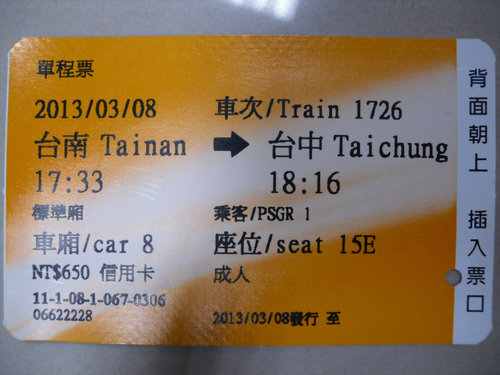 單程票
2013/03/08 車次/Train 1726
台南 Tainan → 台中 Taichung
17:33 18:16
標準廂 乘客/PSGR 1
車廂/car 8 座位/seat 15E
NT$650 信用卡 成人
11-1-08-1-067-0306
06622228 2013/03/08發行 至
背面朝上 插入票口